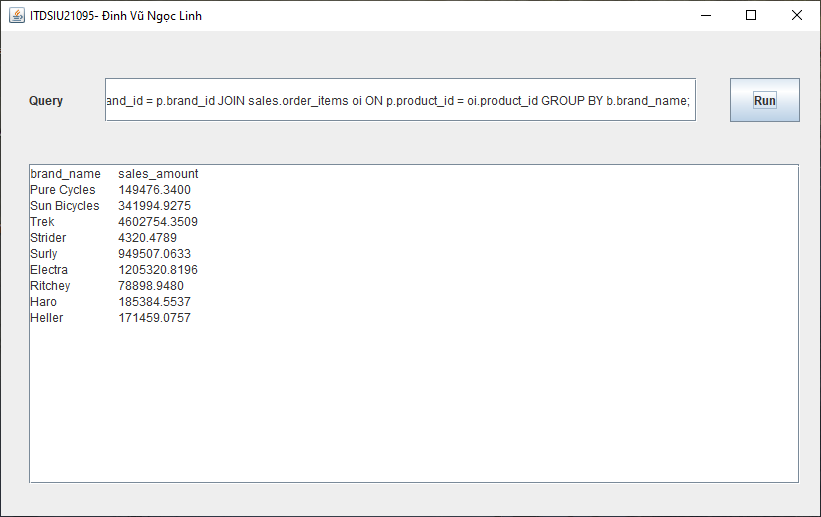 ITDSIU21095- Đinh Vũ Ngọc Linh
Query
and_id = p.brand_id JOIN sales.order_items oi ON p.product_id = oi.product_id GROUP BY b.brand_name;
Run
brand_name sales_amount
Pure Cycles 149476.3400
Sun Bicycles 341994.9275
Trek 4602754.3509
Strider 4320.4789
Surly 949507.0633
Electra 1205320.8196
Ritchey 78898.9480
Haro 185384.5537
Heller 171459.0757